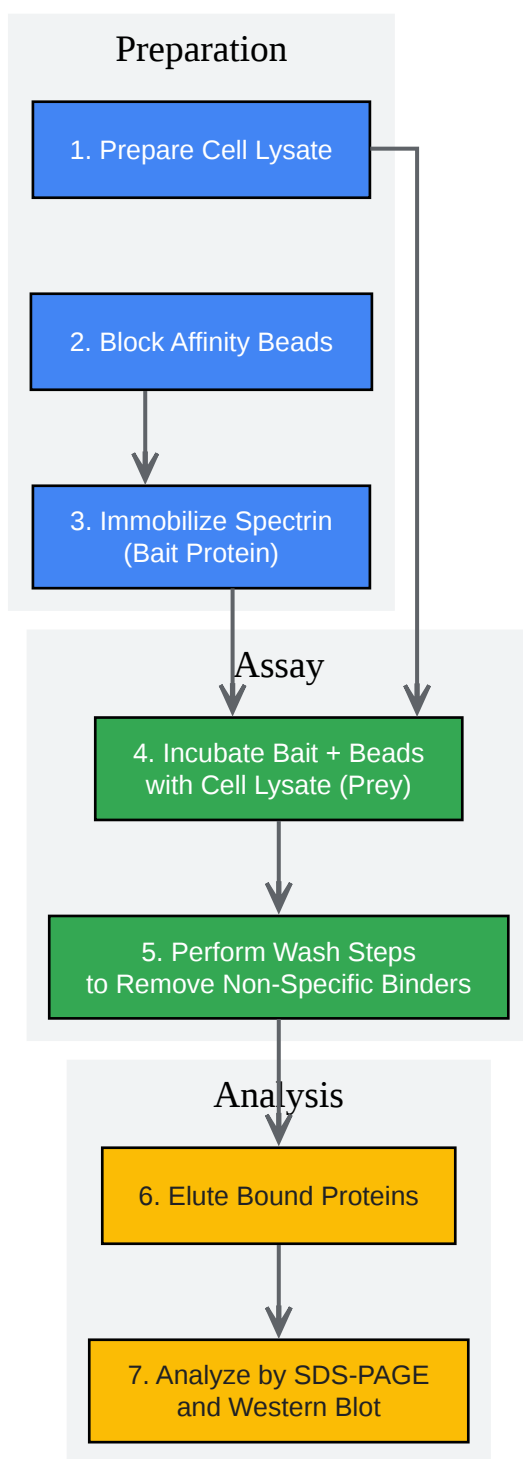 Preparation
1. Prepare Cell Lysate
2. Block Affinity Beads
3. Immobilize Spectrin
(Bait Protein)
Assay
4. Incubate Bait + Beads
with Cell Lysate (Prey)
5. Perform Wash Steps
to Remove Non-Specific Binders
Analysis
6. Elute Bound Proteins
7. Analyze by SDS-PAGE
and Western Blot